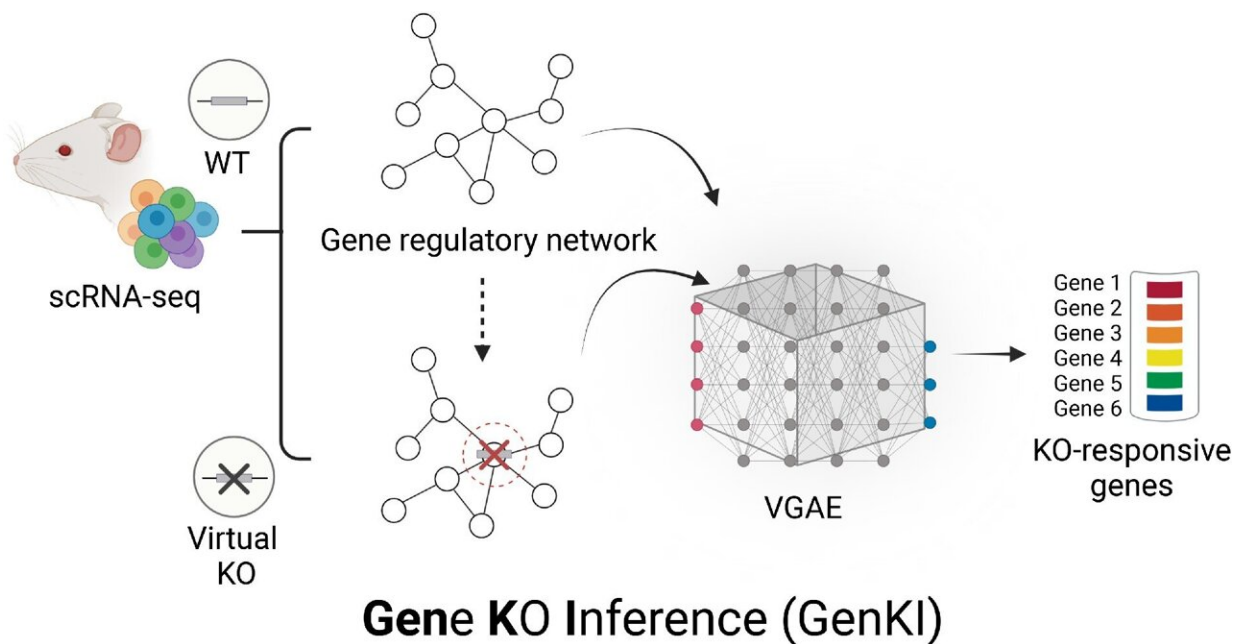 WT
scRNA-seq
Gene regulatory network
Virtual
KO
VGAE
Gene 1
Gene 2
Gene 3
Gene 4
Gene 5
Gene 6
KO-responsive
genes
Gene KO Inference (GenKI)